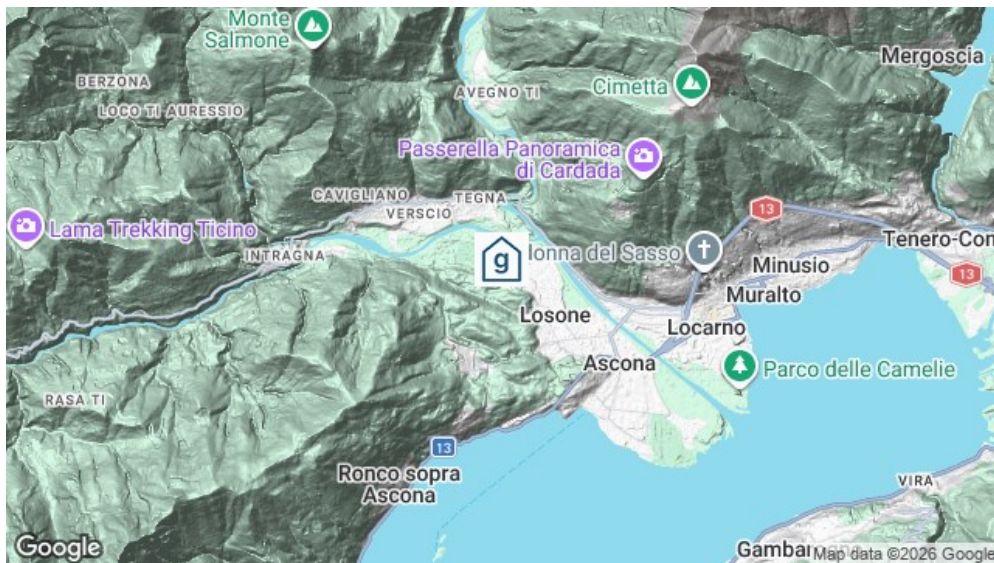 Monte
Salmone
BERZONA
LOCO TI AURESSIO
AVEGNO TI
Cimetta
Mergoscia
Passerella Panoramica
di Cardada
CAVIGLIANO
TEGNA
VERSCIO
Lama Trekking Ticino
INTRAGNA
g
onna del Sasso
13
Tenero-Con
13
Minusio
Muralto
Losone
Locarno
Ascona
Parco delle Camelie
RASA TI
13
Ronco sopra
Ascona
VIRA
Google
Map data ©2026 Google